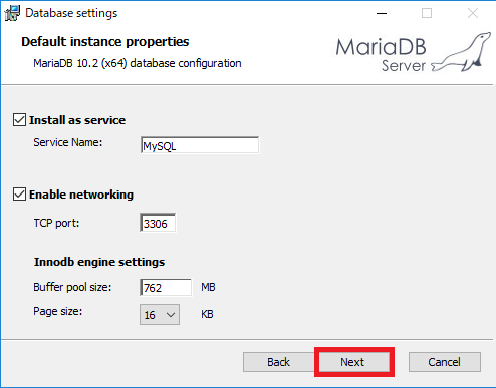 Database settings
Default instance properties
MariaDB 10.2 (x64) database configuration
MariaDB
Server
Install as service
Service Name: MySQL
Enable networking
TCP port: 3306
Innodb engine settings
Buffer pool size: 762 MB
Page size: 16 KB
Back Next Cancel